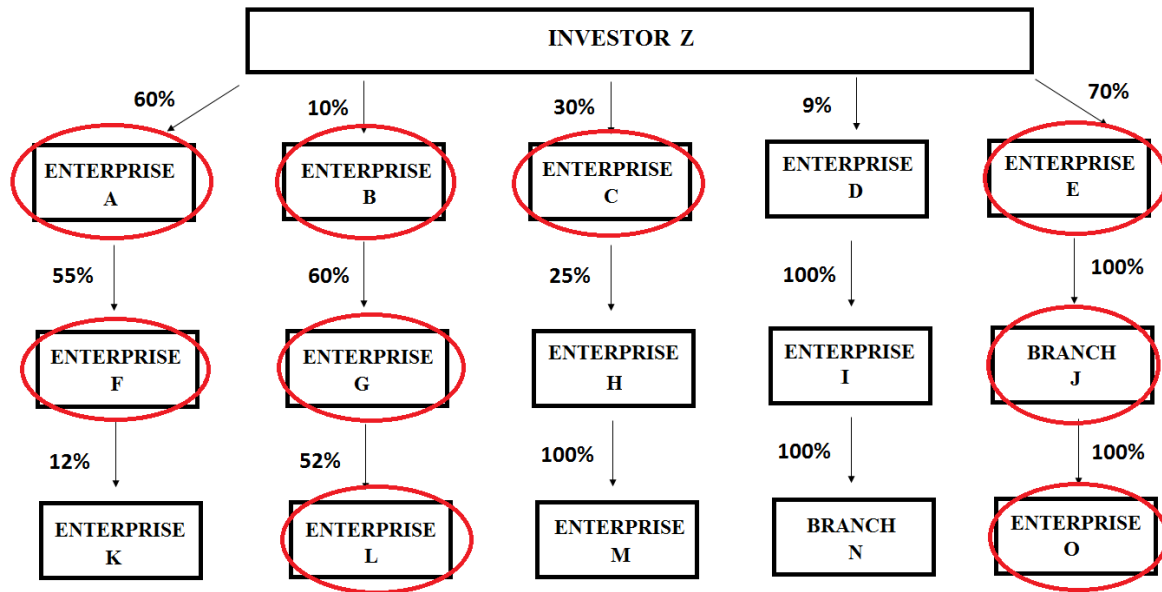 INVESTOR Z
60%
10%
30%
9%
70%
ENTERPRISE
A
ENTERPRISE
B
ENTERPRISE
C
ENTERPRISE
D
ENTERPRISE
E
55%
60%
25%
100%
100%
ENTERPRISE
F
ENTERPRISE
G
ENTERPRISE
H
ENTERPRISE
I
BRANCH
J
12%
52%
100%
100%
100%
ENTERPRISE
K
ENTERPRISE
L
ENTERPRISE
M
BRANCH
N
ENTERPRISE
O